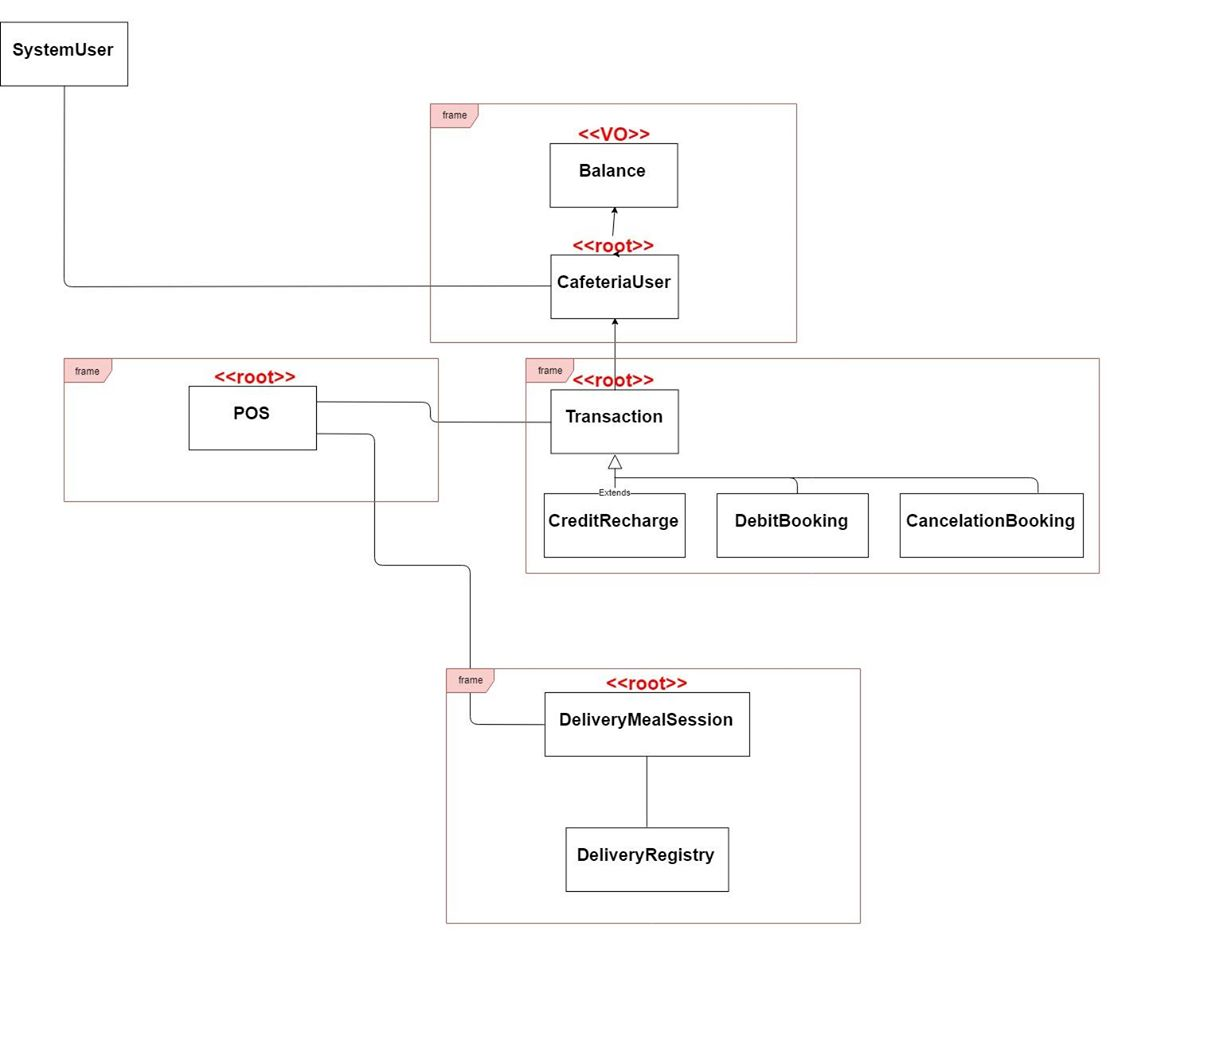 SystemUser
frame
<<VO>>
Balance
<<root>>
CafeteriaUser
frame
<<root>>
POS
frame
<<root>>
Transaction
Extends
CreditRecharge
DebitBooking
CancelationBooking
frame
<<root>>
DeliveryMealSession
DeliveryRegistry